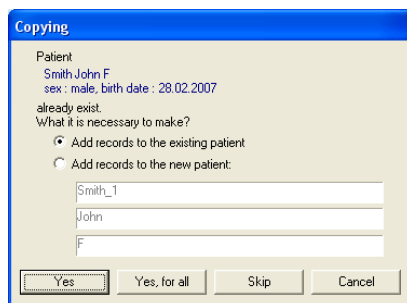 Copying
Patient
Smith John F
sex : male, birth date : 28.02.2007
already exist.
What it is necessary to make?
Add records to the existing patient
Add records to the new patient:
Smith_1
John
F
Yes
Yes, for all
Skip
Cancel